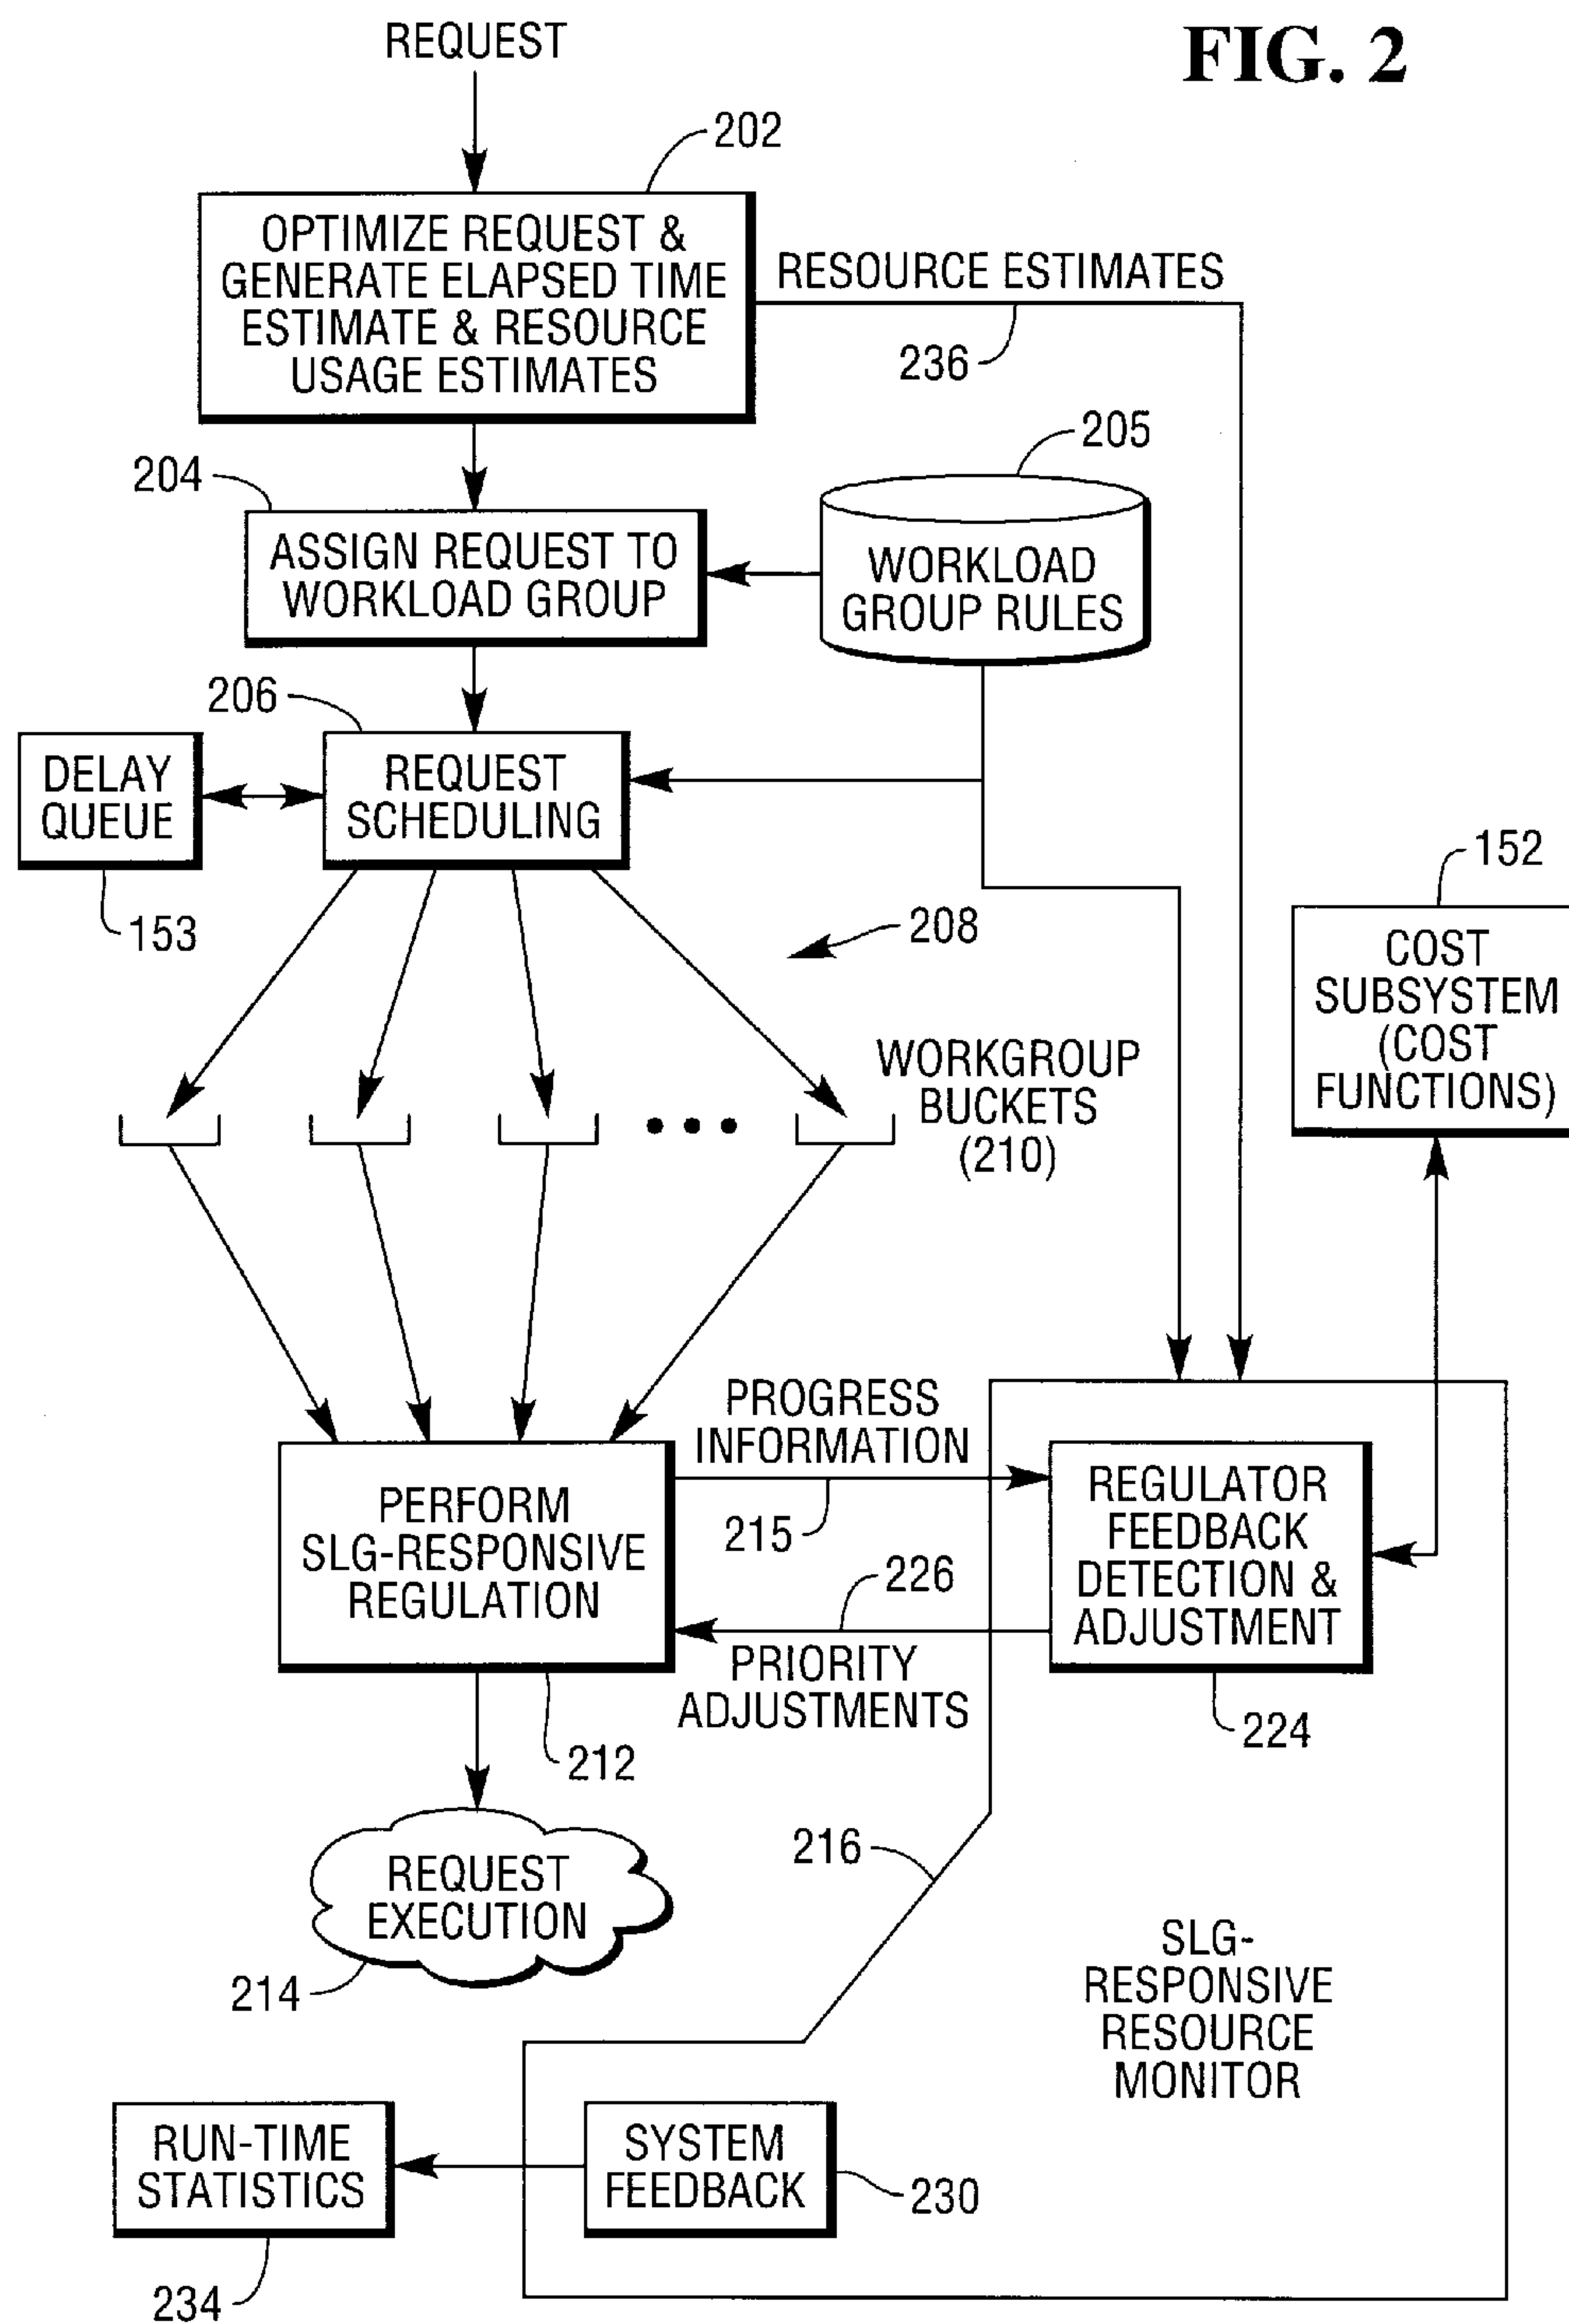 REQUEST
FIG. 2
202
OPTIMIZE REQUEST &
GENERATE ELAPSED TIME
ESTIMATE & RESOURCE
USAGE ESTIMATES
RESOURCE ESTIMATES
236
204
205
ASSIGN REQUEST TO
WORKLOAD GROUP
WORKLOAD
GROUP RULES
206
DELAY
QUEUE
153
REQUEST
SCHEDULING
208
152
COST
SUBSYSTEM
(COST
FUNCTIONS)
WORKGROUP
BUCKETS
(210)
PROGRESS
INFORMATION
215
PERFORM
SLG-RESPONSIVE
REGULATION
REGULATOR
FEEDBACK
DETECTION &
ADJUSTMENT
226
PRIORITY
ADJUSTMENTS
212
224
REQUEST
EXECUTION
214
216
SLG-
RESPONSIVE
RESOURCE
MONITOR
RUN-TIME
STATISTICS
234
SYSTEM
FEEDBACK
230